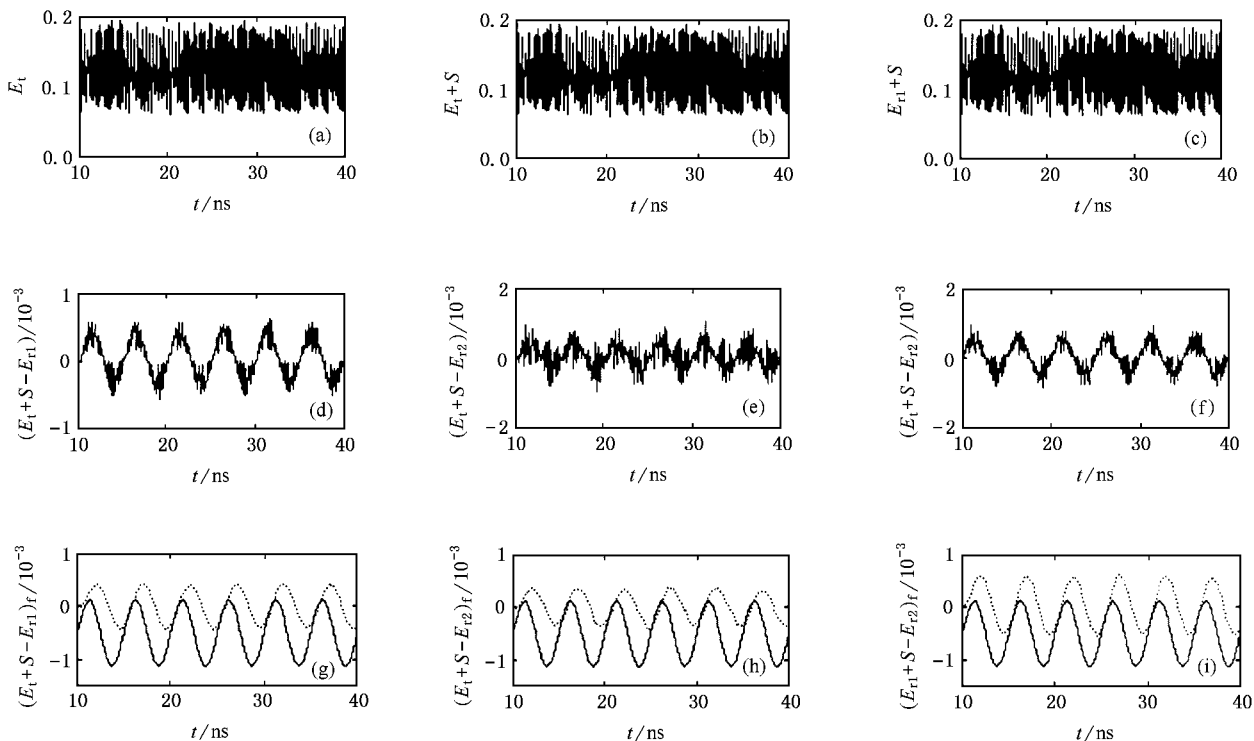 0.2
0.1
0.0
E_t
(a)
10 20 30 40
t/ns
0.2
0.1
0.0
E_t+S
(b)
10 20 30 40
t/ns
0.2
0.1
0.0
E_r1+S
(c)
10 20 30 40
t/ns
1
0
−1
(E_t+S−E_r1)/10^−3
(d)
10 20 30 40
t/ns
2
0
−2
(E_t+S−E_r2)/10^−3
(e)
10 20 30 40
t/ns
2
0
−2
(E_t+S−E_r2)/10^−3
(f)
10 20 30 40
t/ns
1
0
−1
(E_t+S−E_r1)_f/10^−3
(g)
10 20 30 40
t/ns
1
0
−1
(E_t+S−E_r2)_f/10^−3
(h)
10 20 30 40
t/ns
1
0
−1
(E_r1+S−E_r2)_f/10^−3
(i)
10 20 30 40
t/ns